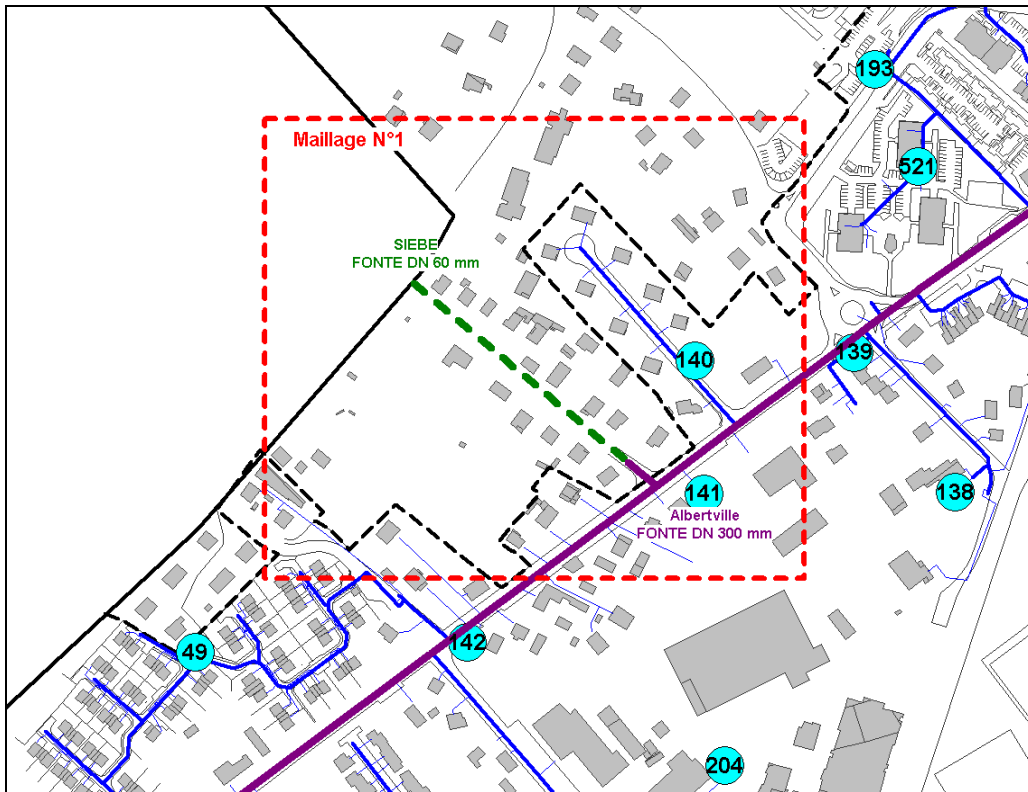 193
Maillage N°1
521
SIEBE
FONTE DN 60 mm
139
140
141
138
Albertville
FONTE DN 300 mm
142
49
204